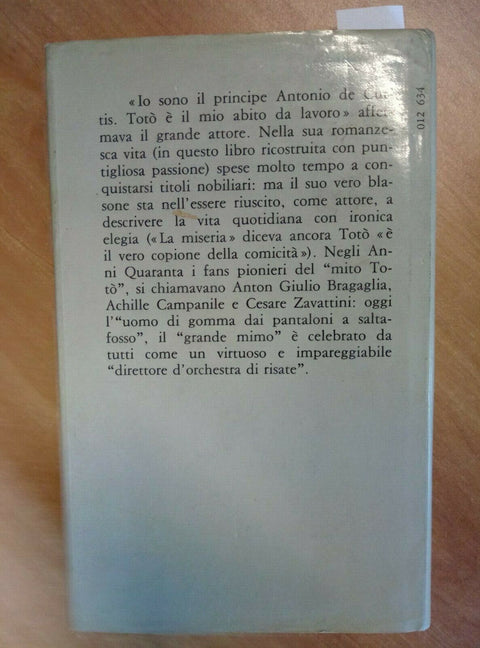 «Io sono il principe Antonio de Cur-
tis. Totò è il mio abito da lavoro» affer-
mava il grande attore. Nella sua romanze-
sca vita (in questo libro ricostruita con pun-
tigliosa passione) spese molto tempo a con-
quistarsi titoli nobiliari: ma il suo vero bla-
sone sta nell'essere riuscito, come attore, a
descrivere la vita quotidiana con ironica
elegia («La miseria» diceva ancora Totò «è
il vero copione della comicità»). Negli An-
ni Quaranta i fans pionieri del "mito To-
tò", si chiamavano Anton Giulio Bragaglia,
Achille Campanile e Cesare Zavattini: oggi
l'"uomo di gomma dai pantaloni a salta-
fosso", il "grande mimo" è celebrato da
tutti come un virtuoso e impareggiabile
"direttore d'orchestra di risate".
012 634